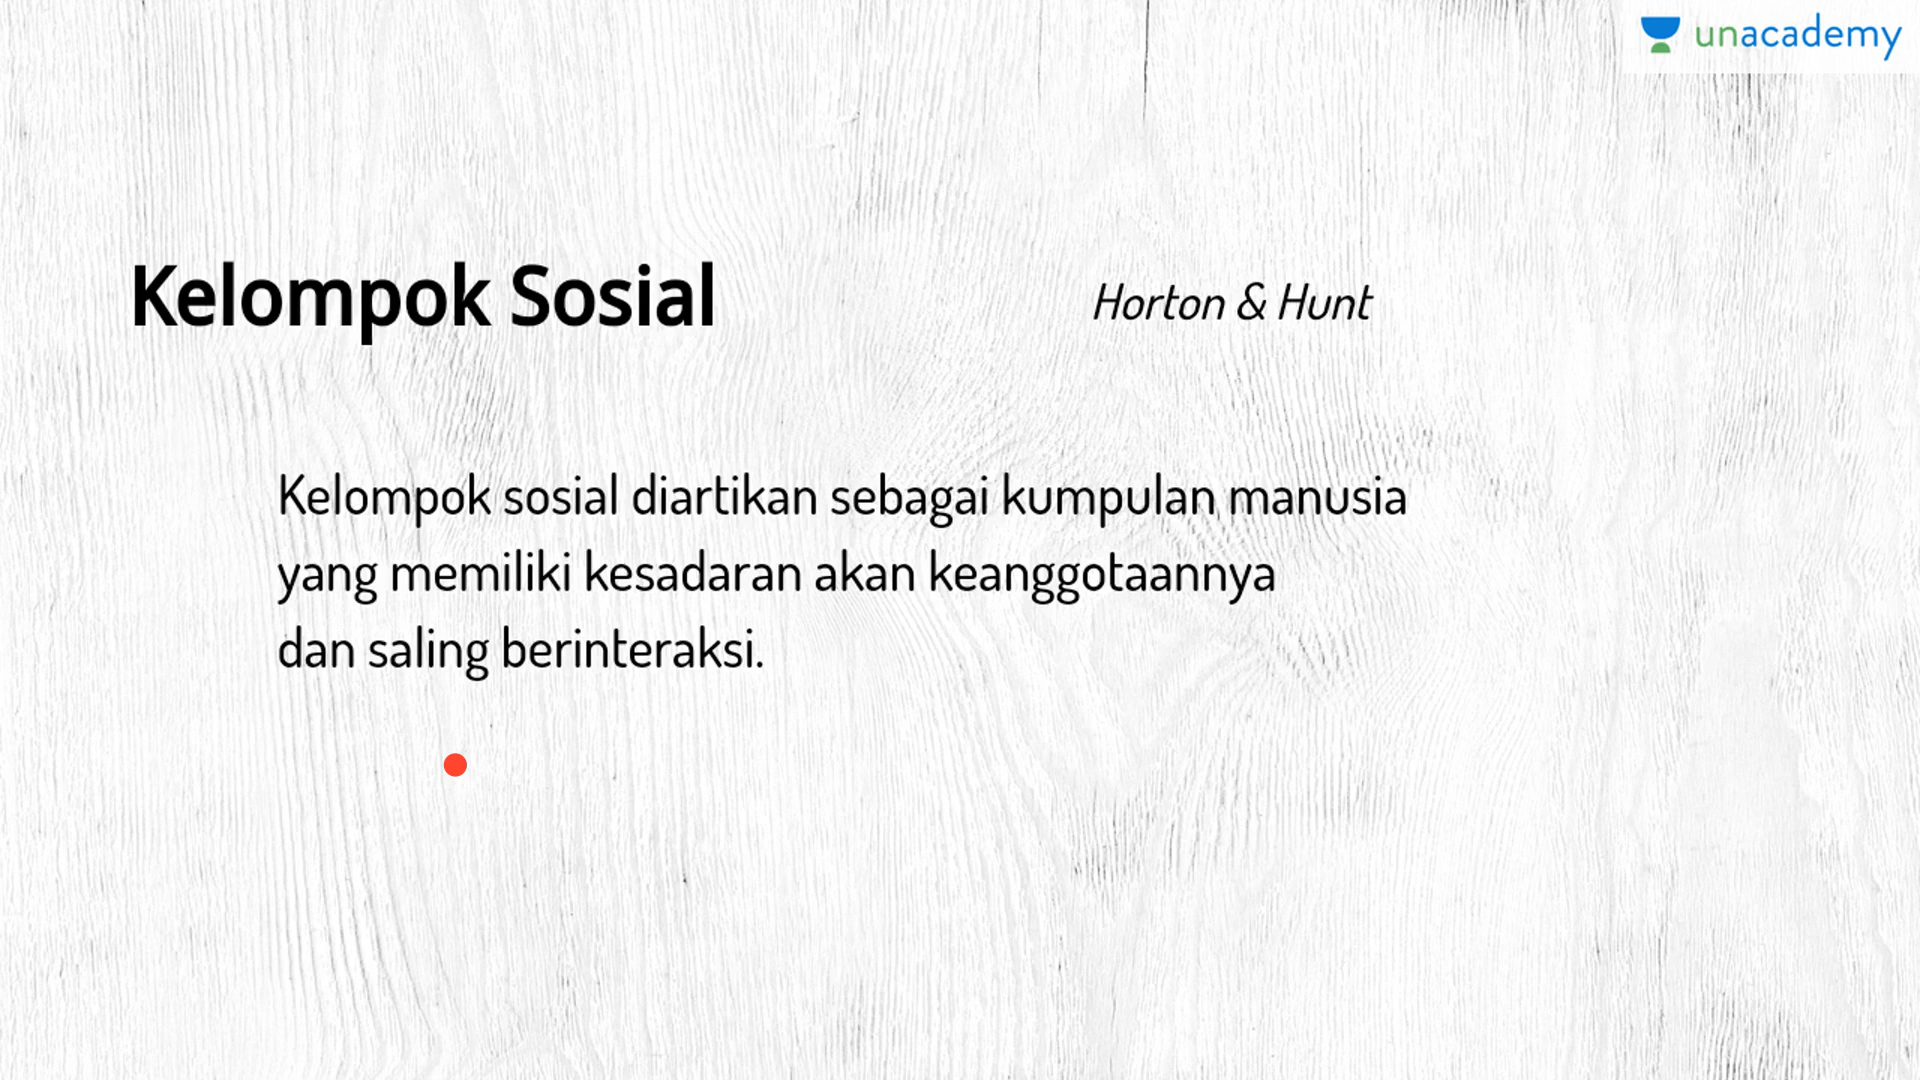 unacademy
Kelompok Sosial
Horton & Hunt
Kelompok sosial diartikan sebagai kumpulan manusia
yang memiliki kesadaran akan keanggotaannya
dan saling berinteraksi.